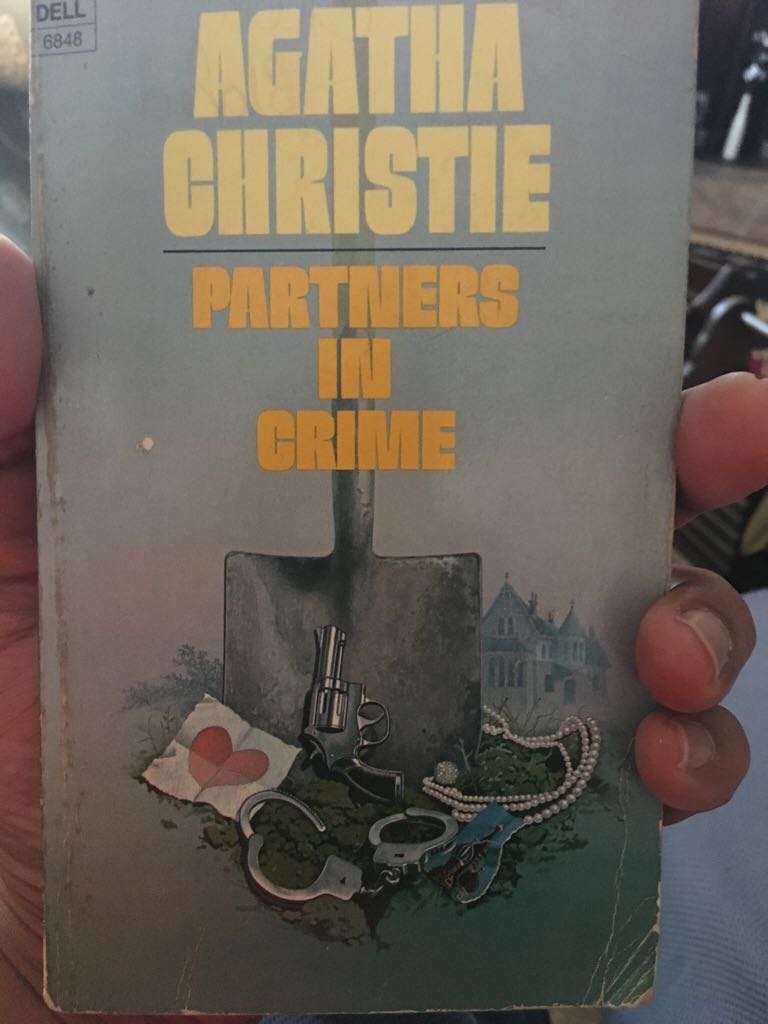 DELL
6848
AGATHA
CHRISTIE
PARTNERS
IN
CRIME